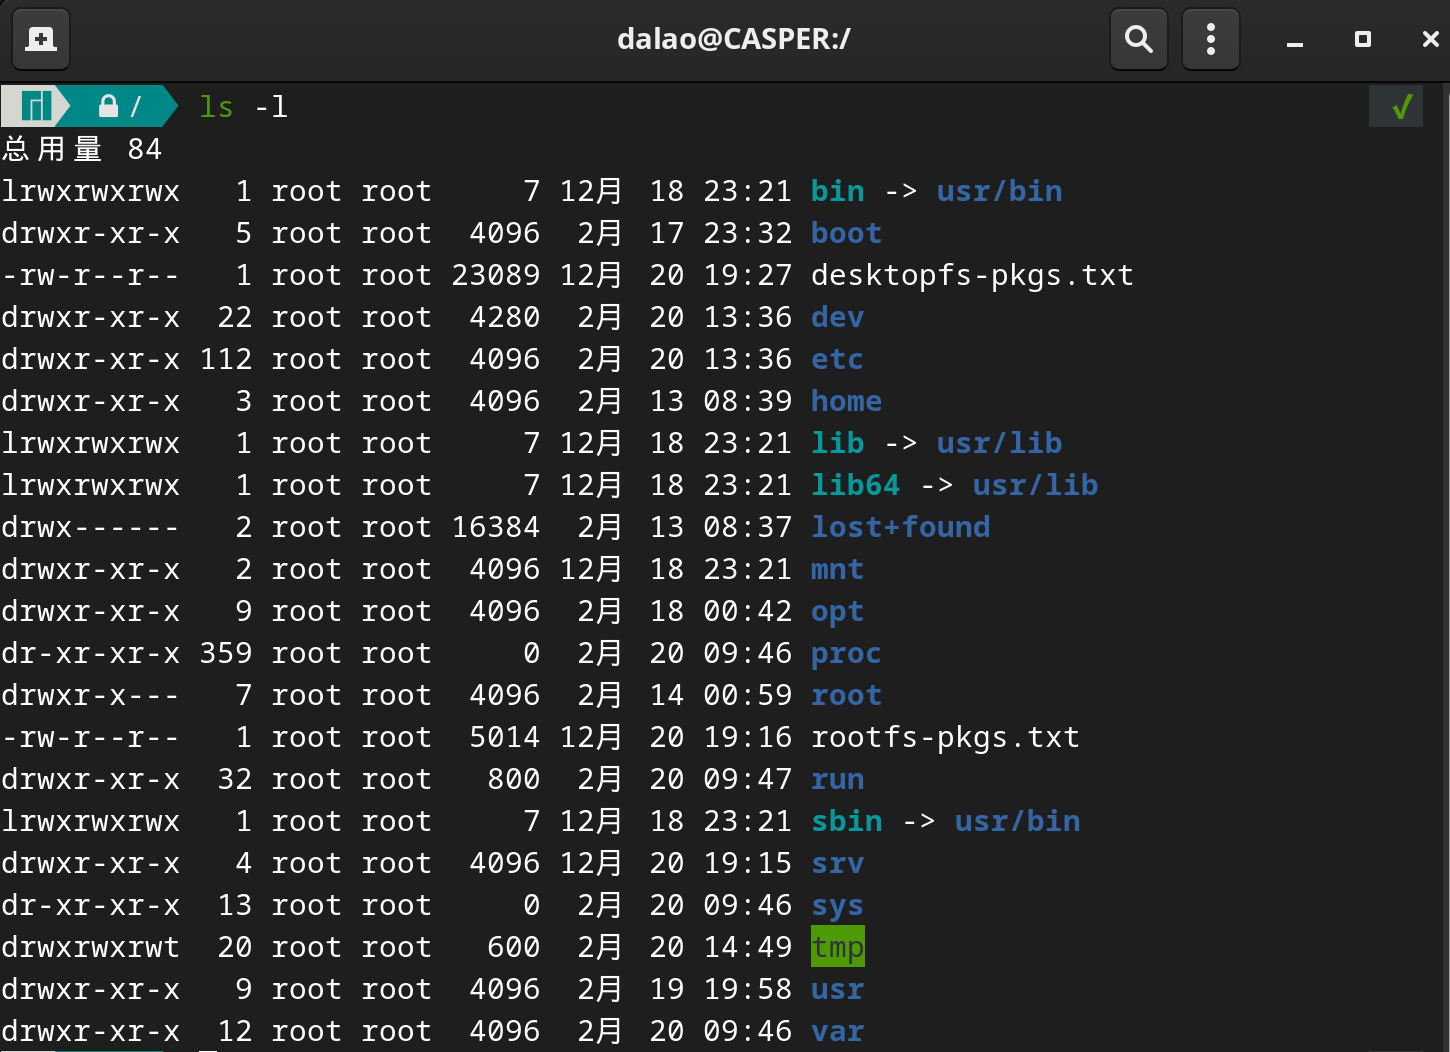 dalao@CASPER:/
/ ls -l ✓
总用量 84
lrwxrwxrwx   1 root root     7 12月  18 23:21 bin -> usr/bin
drwxr-xr-x   5 root root  4096  2月  17 23:32 boot
-rw-r--r--   1 root root 23089 12月  20 19:27 desktopfs-pkgs.txt
drwxr-xr-x  22 root root  4280  2月  20 13:36 dev
drwxr-xr-x 112 root root  4096  2月  20 13:36 etc
drwxr-xr-x   3 root root  4096  2月  13 08:39 home
lrwxrwxrwx   1 root root     7 12月  18 23:21 lib -> usr/lib
lrwxrwxrwx   1 root root     7 12月  18 23:21 lib64 -> usr/lib
drwx------   2 root root 16384  2月  13 08:37 lost+found
drwxr-xr-x   2 root root  4096 12月  18 23:21 mnt
drwxr-xr-x   9 root root  4096  2月  18 00:42 opt
dr-xr-xr-x 359 root root     0  2月  20 09:46 proc
drwxr-x---   7 root root  4096  2月  14 00:59 root
-rw-r--r--   1 root root  5014 12月  20 19:16 rootfs-pkgs.txt
drwxr-xr-x  32 root root   800  2月  20 09:47 run
lrwxrwxrwx   1 root root     7 12月  18 23:21 sbin -> usr/bin
drwxr-xr-x   4 root root  4096 12月  20 19:15 srv
dr-xr-xr-x  13 root root     0  2月  20 09:46 sys
drwxrwxrwt  20 root root   600  2月  20 14:49 tmp
drwxr-xr-x   9 root root  4096  2月  19 19:58 usr
drwxr-xr-x  12 root root  4096  2月  20 09:46 var